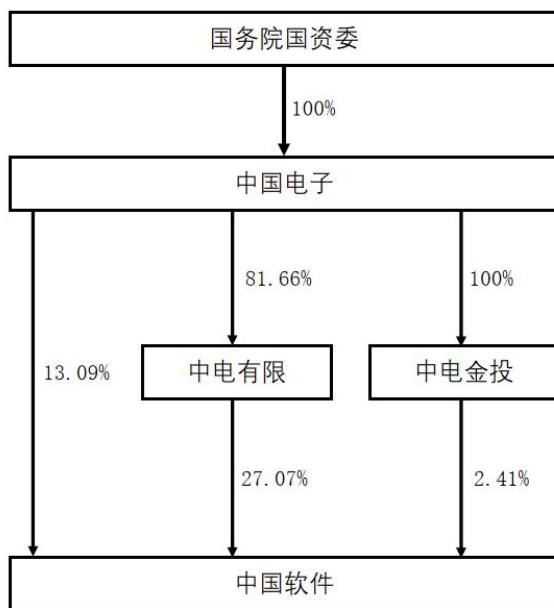 国务院国资委
100%
中国电子
81.66%
100%
中电有限
中电金投
13.09%
27.07%
2.41%
中国软件